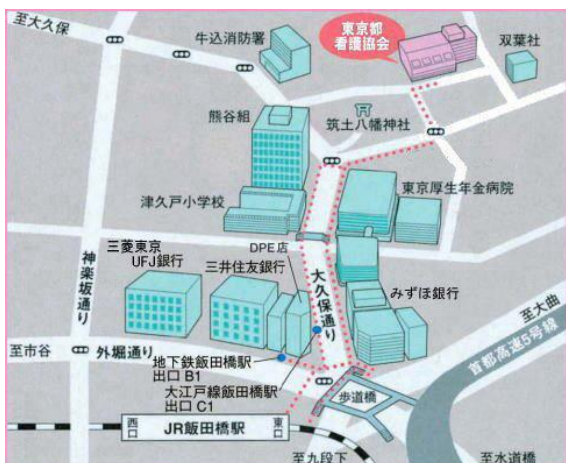 至大久保
牛込消防署
東京都
看護協会
双葉社
熊谷組
筑土八幡神社
津久戸小学校
東京厚生年金病院
DPE店
三菱東京
UFJ銀行
三井住友銀行
神楽坂通り
大久保通り
みずほ銀行
至大曲
首都高速5号線
至市谷
外堀通り
地下鉄飯田橋駅
出口 B1
大江戸線飯田橋駅
出口 C1
歩道橋
西口
JR飯田橋駅
東口
至九段下
至水道橋